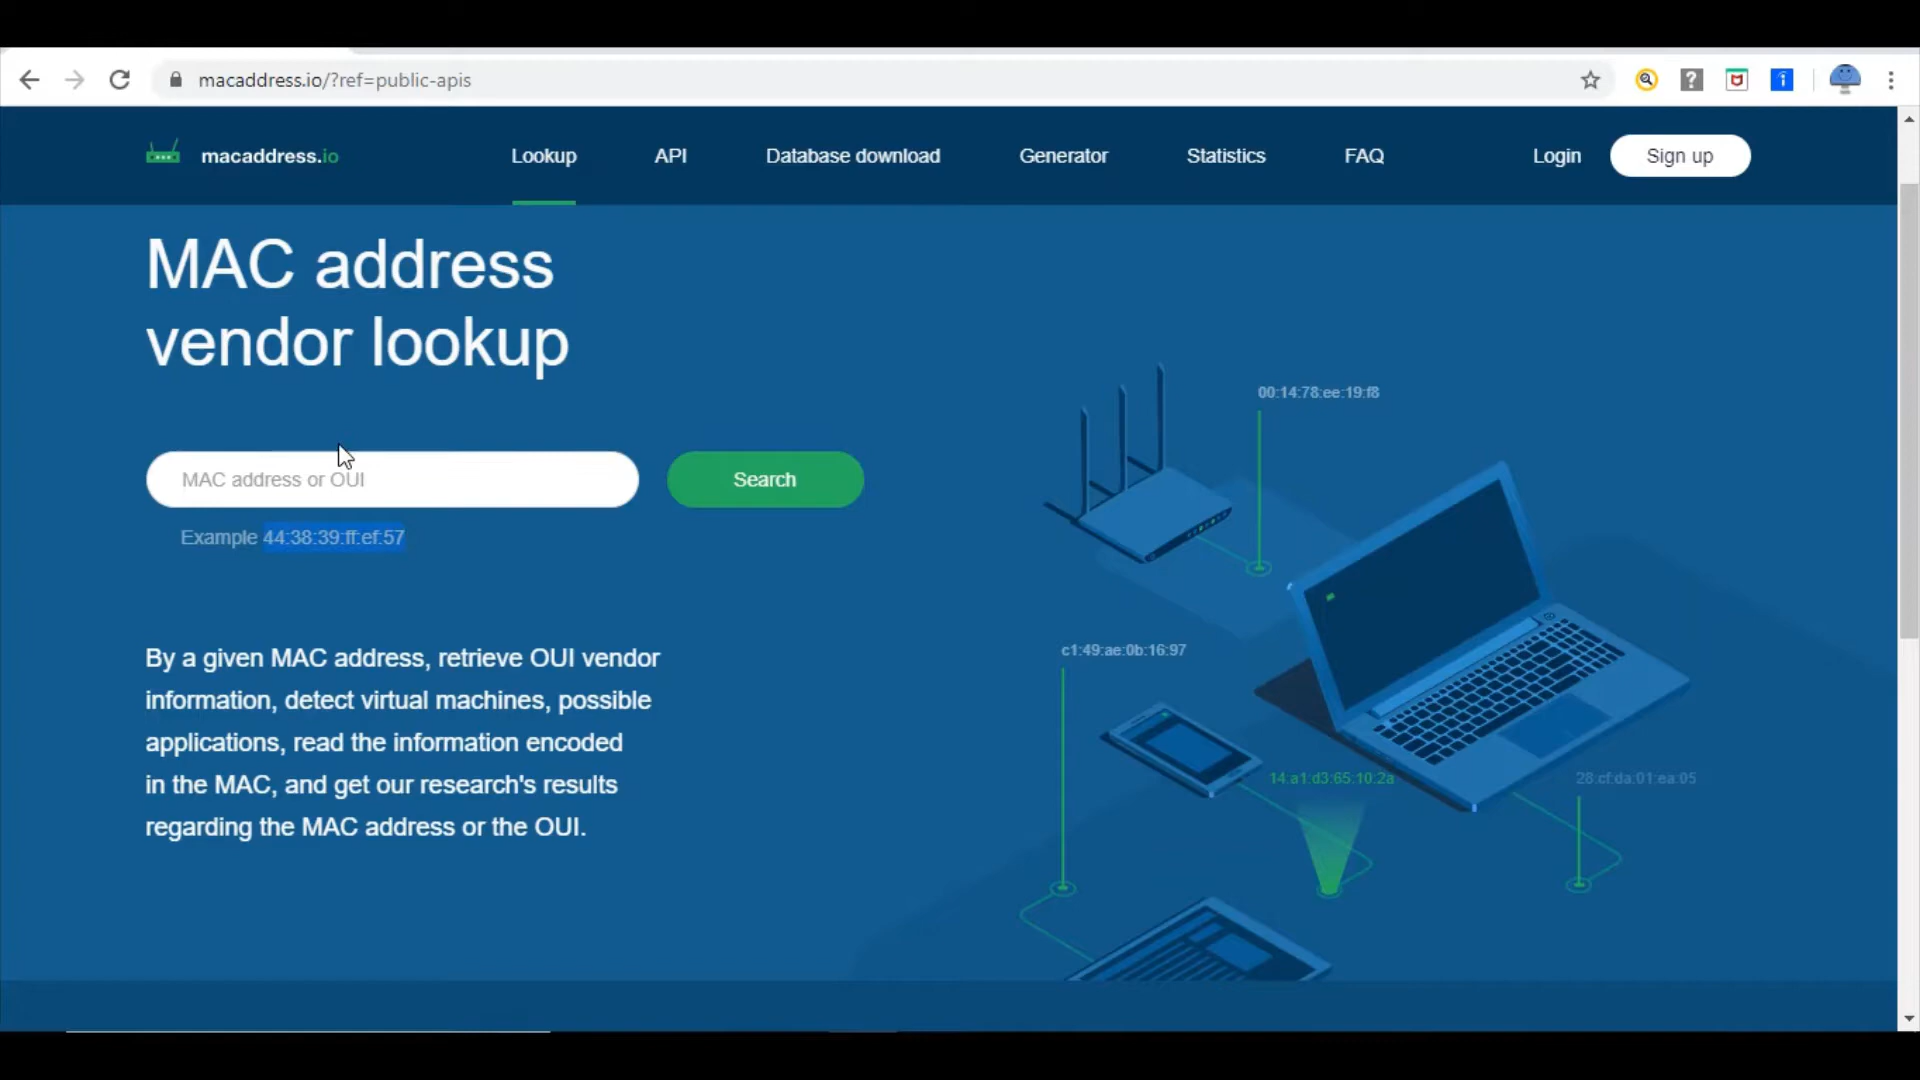 macaddress.io/?ref=public-apis
macaddress.io
Lookup
API
Database download
Generator
Statistics
FAQ
Login
Sign up
MAC address
vendor lookup
MAC address or OUI
Search
Example 44:38:39:ff:ef:57
By a given MAC address, retrieve OUI vendor
information, detect virtual machines, possible
applications, read the information encoded
in the MAC, and get our research's results
regarding the MAC address or the OUI.
00:14:78:ee:19:f8
c1:49:ae:0b:16:97
14:a1:d3:65:10:2a
28:cf:da:01:ea:05